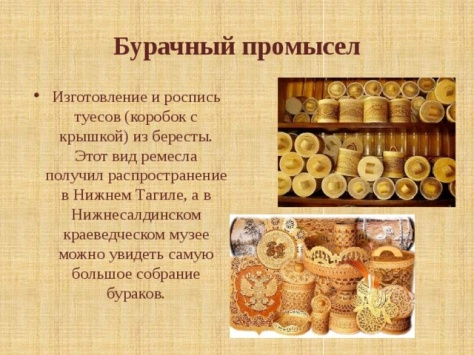 Бурачный промысел
• Изготовление и роспись
туесов (коробок с
крышкой) из бересты.
Этот вид ремесла
получил распространение
в Нижнем Тагиле, а в
Нижнесалдинском
краеведческом музее
можно увидеть самую
большое собрание
бураков.